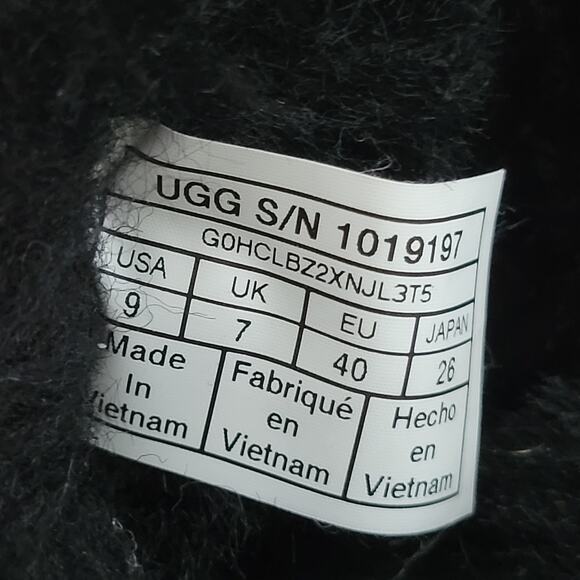 UGG S/N 1019197
G0HCLBZ2XNJL3T5
USA UK EU JAPAN
9 7 40 26
Made In Vietnam
Fabriqué en Vietnam
Hecho en Vietnam